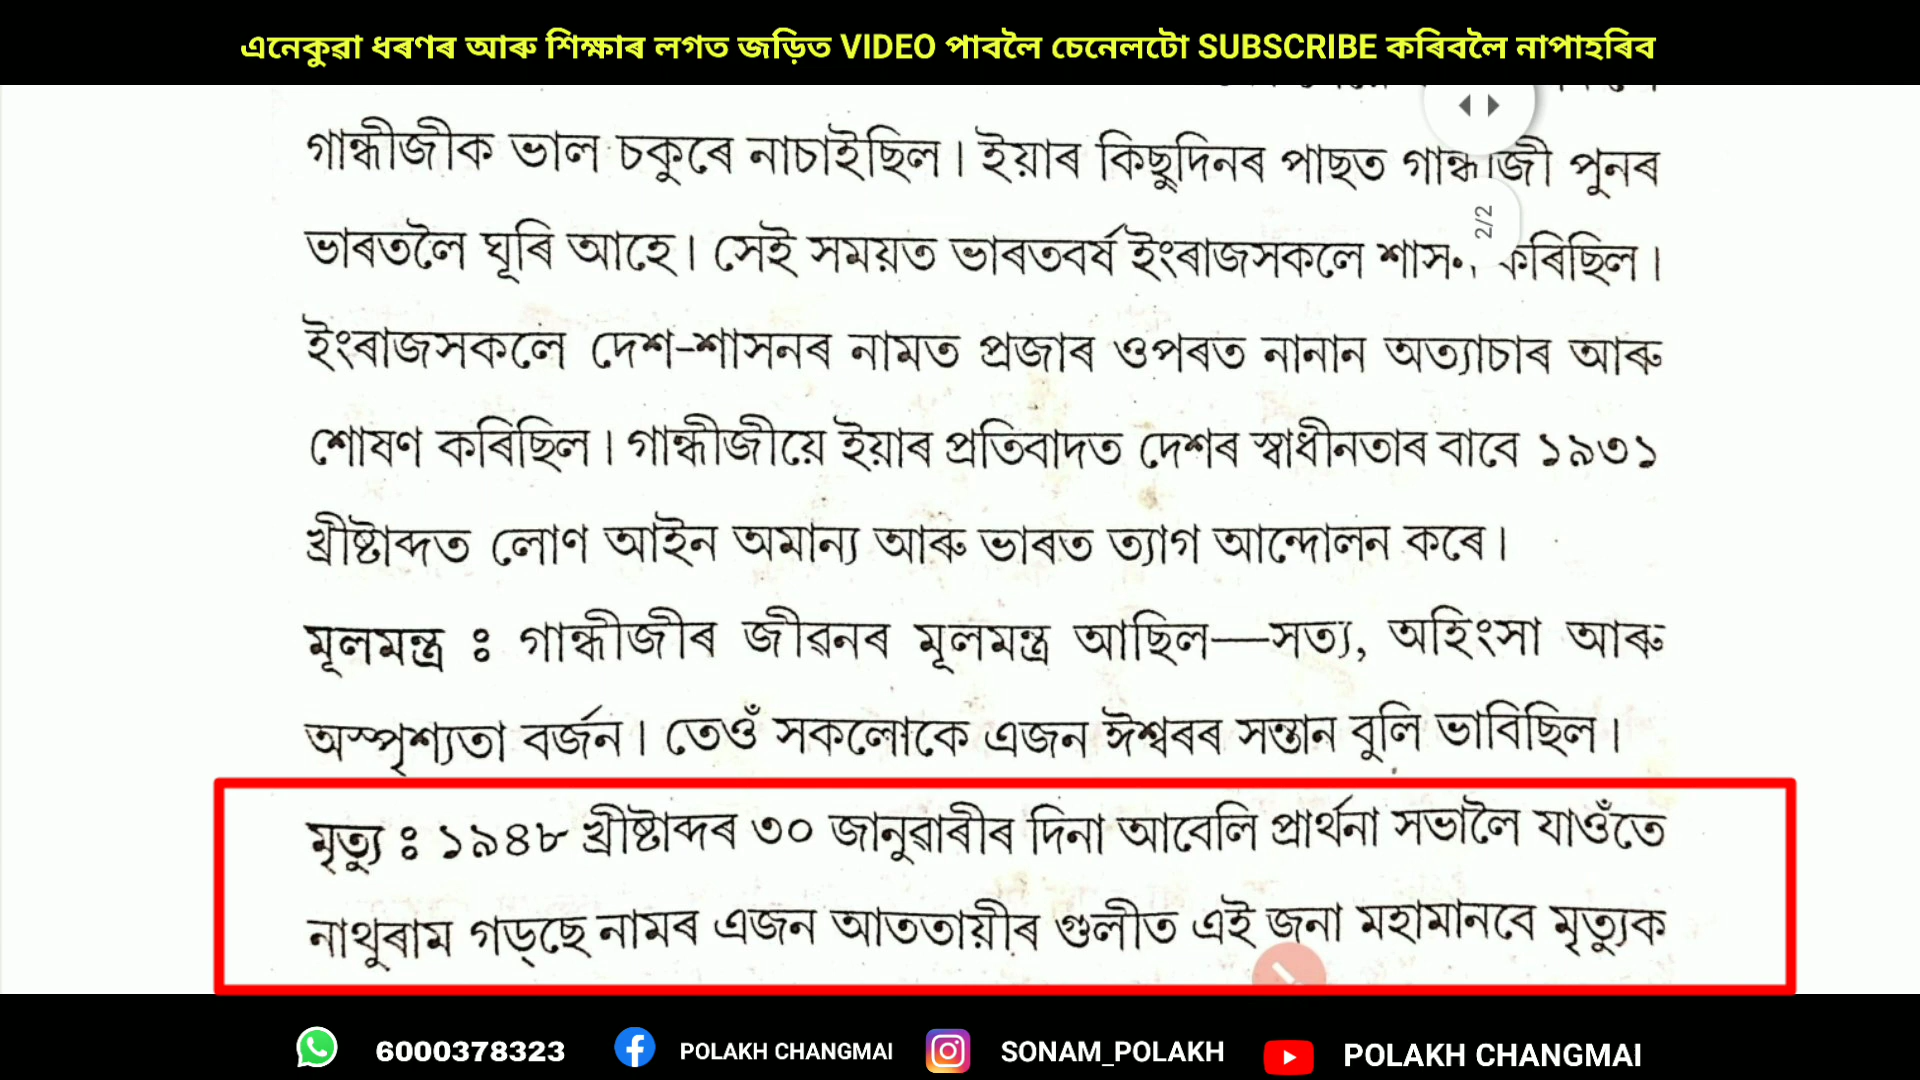 এনেকুৱা ধৰণৰ আৰু শিক্ষাৰ লগত জড়িত VIDEO পাবলৈ চেনেলটো SUBSCRIBE কৰিবলৈ নাপাহৰিব
গান্ধীজীক ভাল চকুৰে নাচাইছিল। ইয়াৰ কিছুদিনৰ পাছত গান্ধীজী পুনৰ
2/2
ভাৰতলৈ ঘূৰি আহে। সেই সময়ত ভাৰতবৰ্ষ ইংৰাজসকলে শাসন কৰিছিল।
ইংৰাজসকলে দেশ-শাসনৰ নামত প্ৰজাৰ ওপৰত নানান অত্যাচাৰ আৰু
শোষণ কৰিছিল। গান্ধীজীয়ে ইয়াৰ প্ৰতিবাদত দেশৰ স্বাধীনতাৰ বাবে ১৯৩১
খ্ৰীষ্টাব্দত লোণ আইন অমান্য আৰু ভাৰত ত্যাগ আন্দোলন কৰে।
মূলমন্ত্ৰ ঃ গান্ধীজীৰ জীৱনৰ মূলমন্ত্ৰ আছিল—সত্য, অহিংসা আৰু
অস্পৃশ্যতা বৰ্জন। তেওঁ সকলোকে এজন ঈশ্বৰৰ সন্তান বুলি ভাবিছিল।
মৃত্যু ঃ ১৯৪৮ খ্ৰীষ্টাব্দৰ ৩০ জানুৱাৰীৰ দিনা আবেলি প্ৰাৰ্থনা সভালৈ যাওঁতে
নাথুৰাম গড্ছে নামৰ এজন আততায়ীৰ গুলীত এই জনা মহামানবে মৃত্যুক
6000378323 POLAKH CHANGMAI SONAM_POLAKH POLAKH CHANGMAI